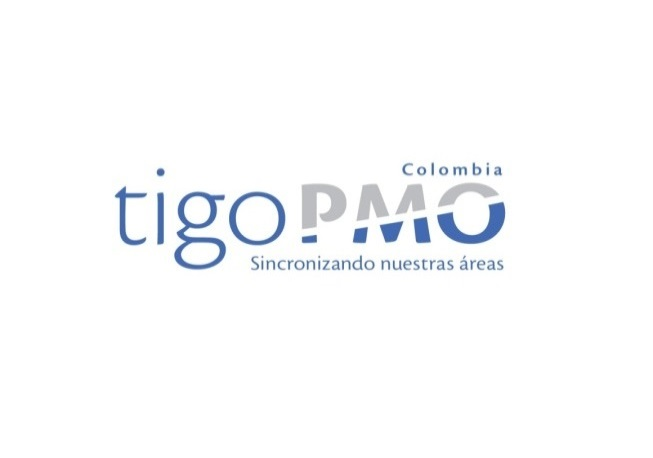 Colombia
tigoPMO
Sincronizando nuestras áreas